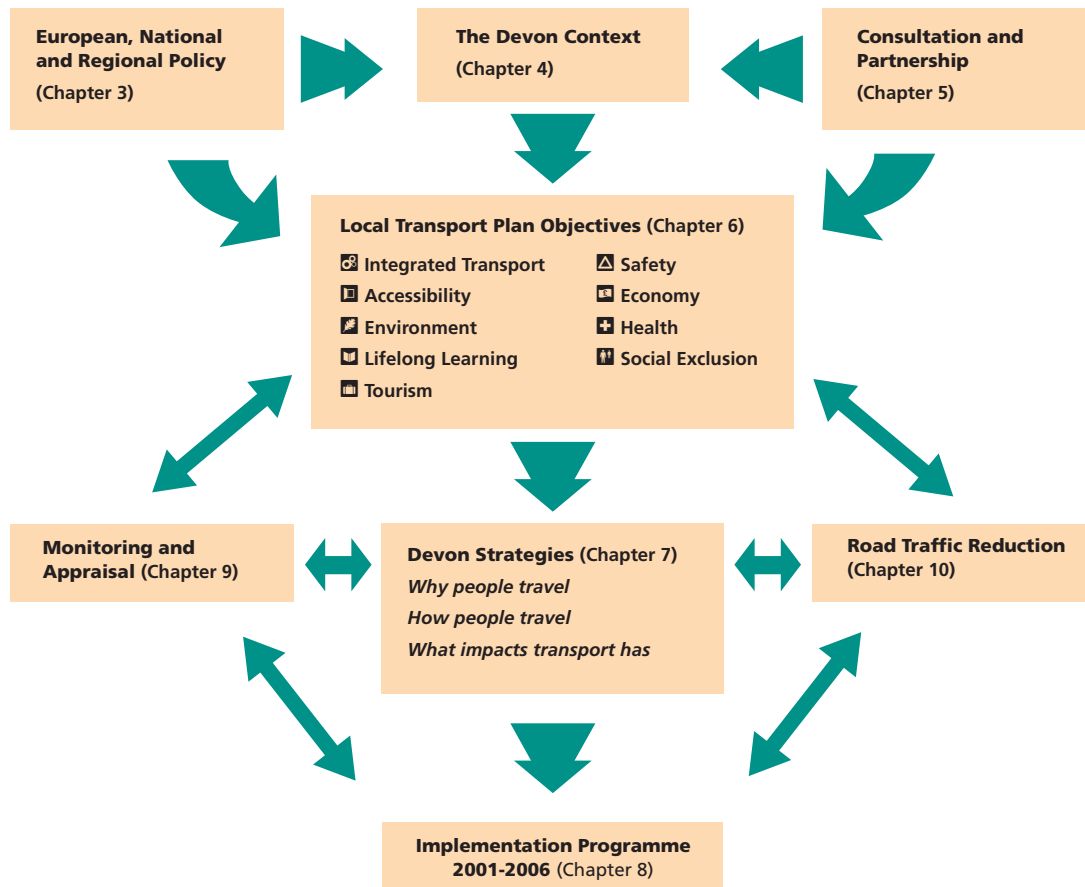 European, National
and Regional Policy
(Chapter 3)
The Devon Context
(Chapter 4)
Consultation and
Partnership
(Chapter 5)
Local Transport Plan Objectives (Chapter 6)
Integrated Transport
Accessibility
Environment
Lifelong Learning
Tourism
Safety
Economy
Health
Social Exclusion
Monitoring and
Appraisal (Chapter 9)
Devon Strategies (Chapter 7)
Why people travel
How people travel
What impacts transport has
Road Traffic Reduction
(Chapter 10)
Implementation Programme
2001-2006 (Chapter 8)